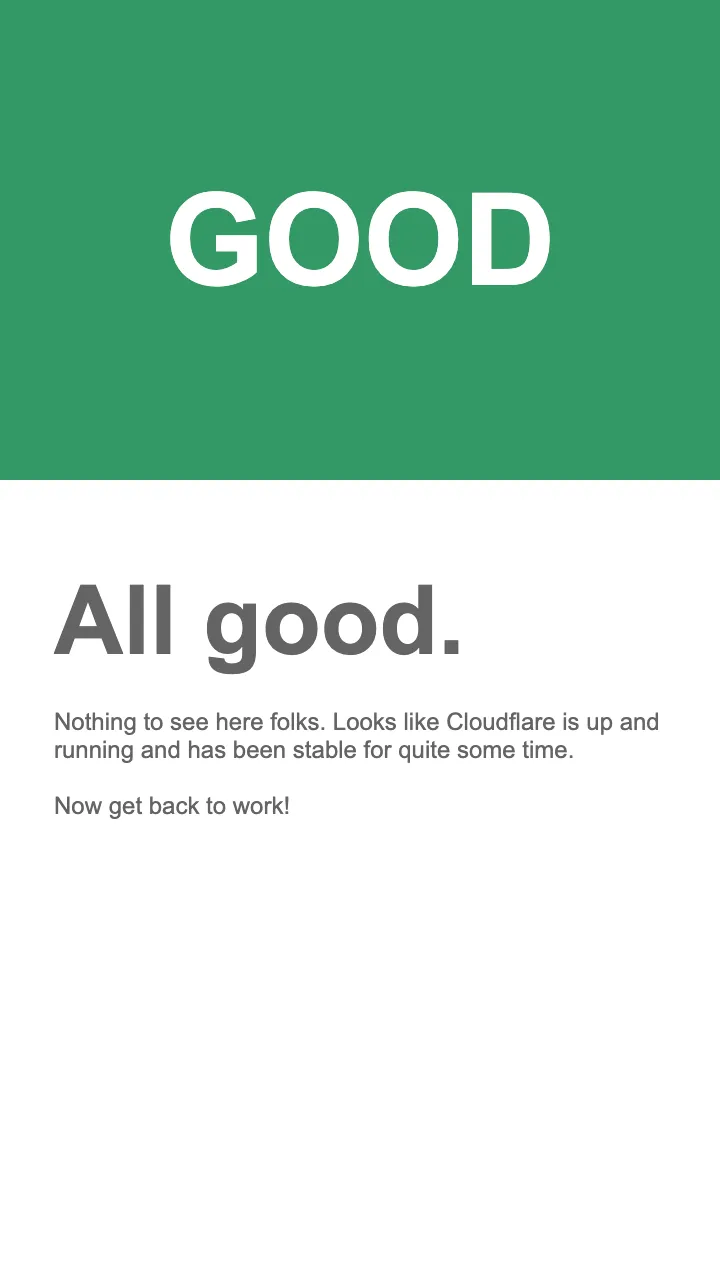 GOOD
All good.
Nothing to see here folks. Looks like Cloudflare is up and
running and has been stable for quite some time.
Now get back to work!